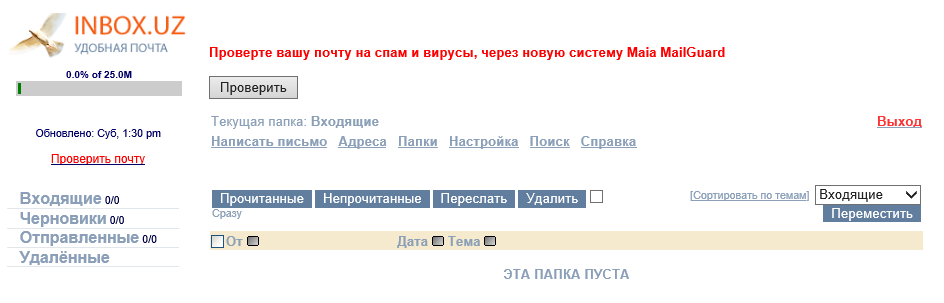 INBOX.UZ
УДОБНАЯ ПОЧТА
0.0% of 25.0M
Обновлено: Суб, 1:30 pm
Проверить почту
Входящие 0/0
Черновики 0/0
Отправленные 0/0
Удалённые
Проверте вашу почту на спам и вирусы, через новую систему Maia MailGuard
Проверить
Текущая папка: Входящие
Выход
Написать письмо Адреса Папки Настройка Поиск Справка
Прочитанные Непрочитанные Переслать Удалить
Сразу
[Сортировать по темам] Входящие
Переместить
От Дата Тема
ЭТА ПАПКА ПУСТА